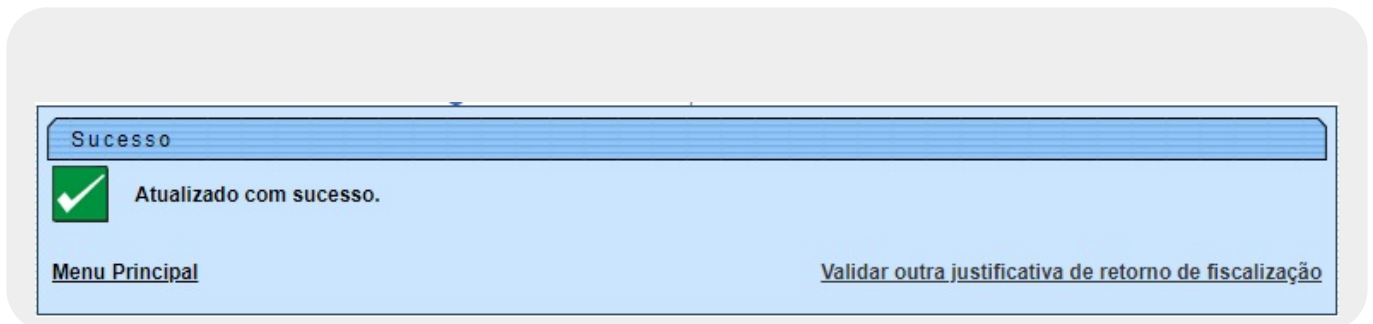 Sucesso
Atualizado com sucesso.
Menu Principal
Validar outra justificativa de retorno de fiscalização